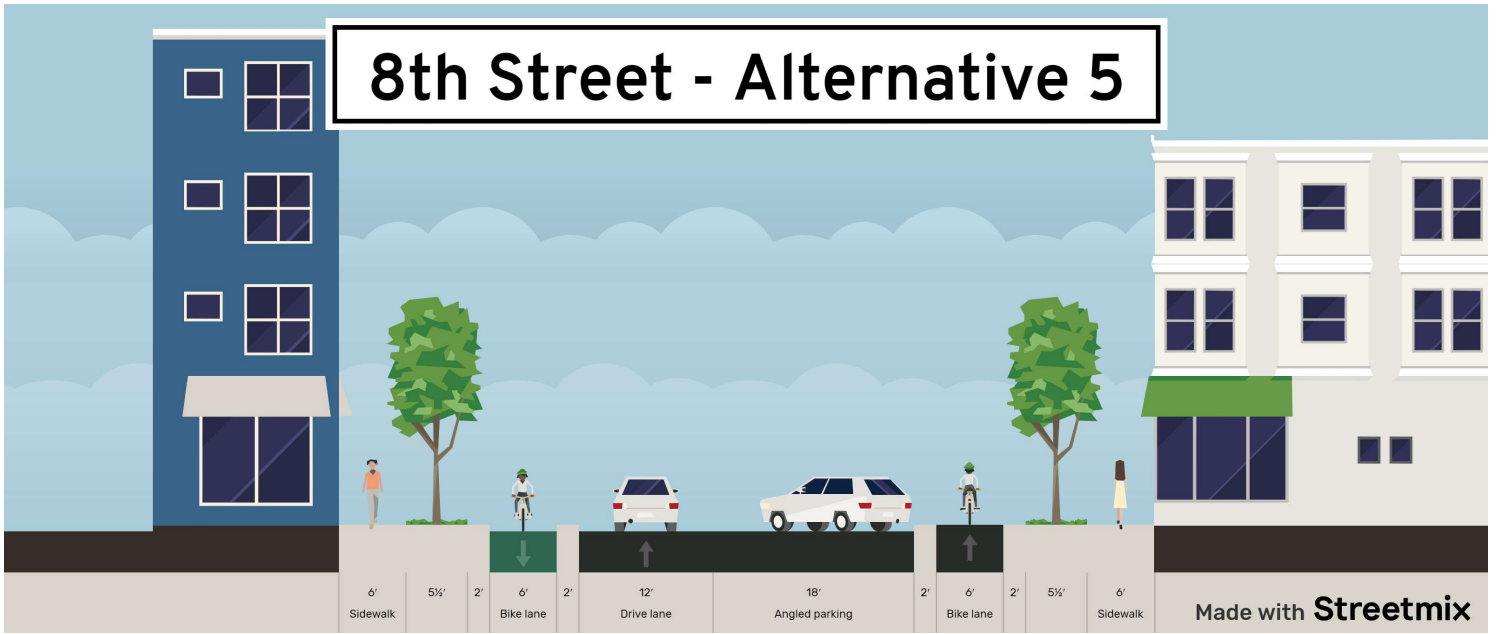 8th Street - Alternative 5
6' 5½' 2' 6' 2' 12' 18' 2' 6' 2' 5½' 6'
Sidewalk Bike lane Drive lane Angled parking Bike lane Sidewalk
Made with Streetmix